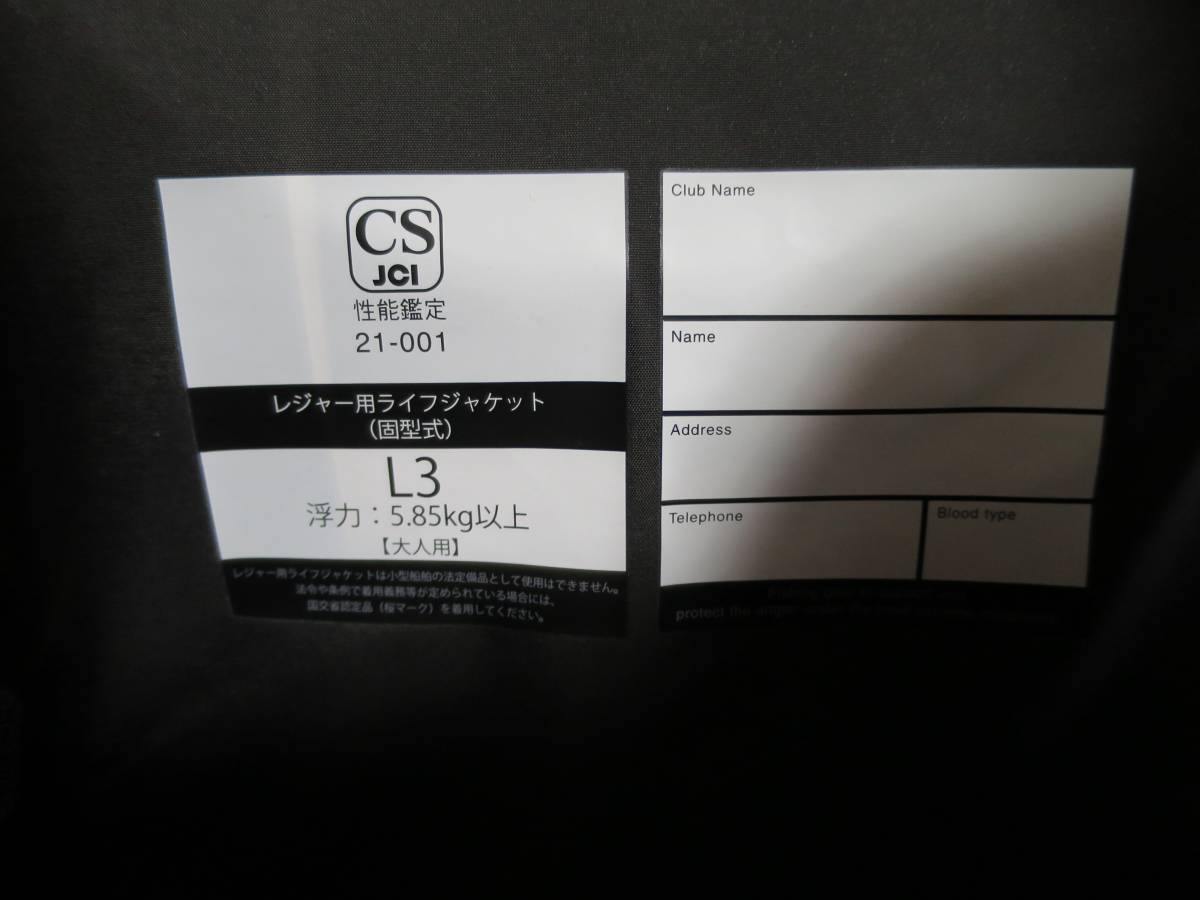 CS
JCI
性能鑑定
21-001
レジャー用ライフジャケット
（固型式）
L3
浮力：5.85kg以上
【大人用】
レジャー用ライフジャケットは小型船舶の法定備品として使用はできません。
法令や条例で着用義務等が定められている場合には、
国交省認定品（桜マーク）を着用してください。
Club Name
Name
Address
Telephone
Blood type
protect the angler under the